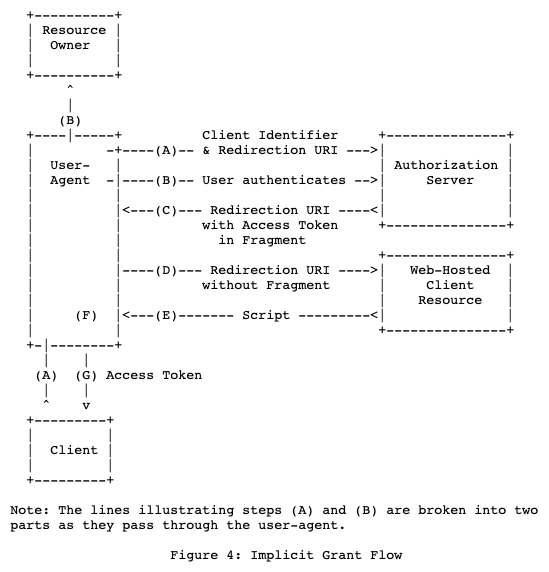 Resource
Owner
(B)
Client Identifier
(A) & Redirection URI
User-
Agent
(B) User authenticates
Authorization
Server
(C) Redirection URI
with Access Token
in Fragment
(D) Redirection URI
without Fragment
Web-Hosted
Client
Resource
(F)
(E) Script
(A) (G) Access Token
v
Client
Note: The lines illustrating steps (A) and (B) are broken into two
parts as they pass through the user-agent.
Figure 4: Implicit Grant Flow